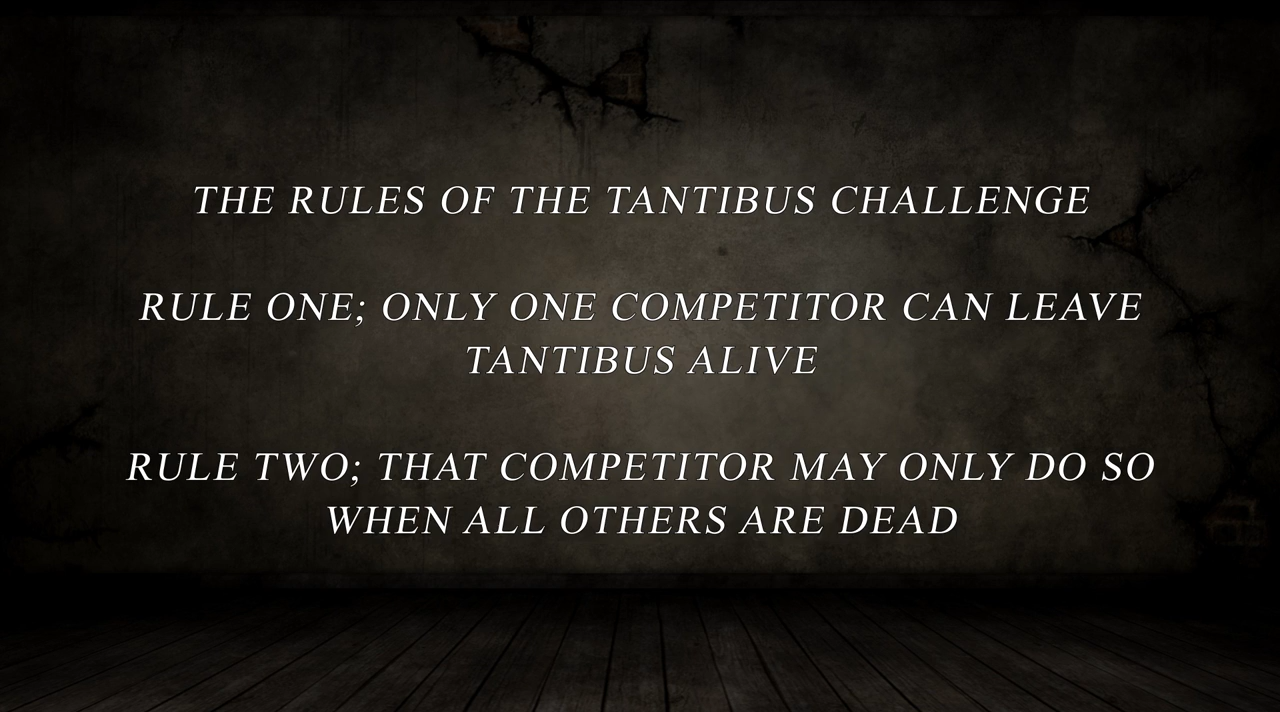 THE RULES OF THE TANTIBUS CHALLENGE
RULE ONE; ONLY ONE COMPETITOR CAN LEAVE
TANTIBUS ALIVE
RULE TWO; THAT COMPETITOR MAY ONLY DO SO
WHEN ALL OTHERS ARE DEAD